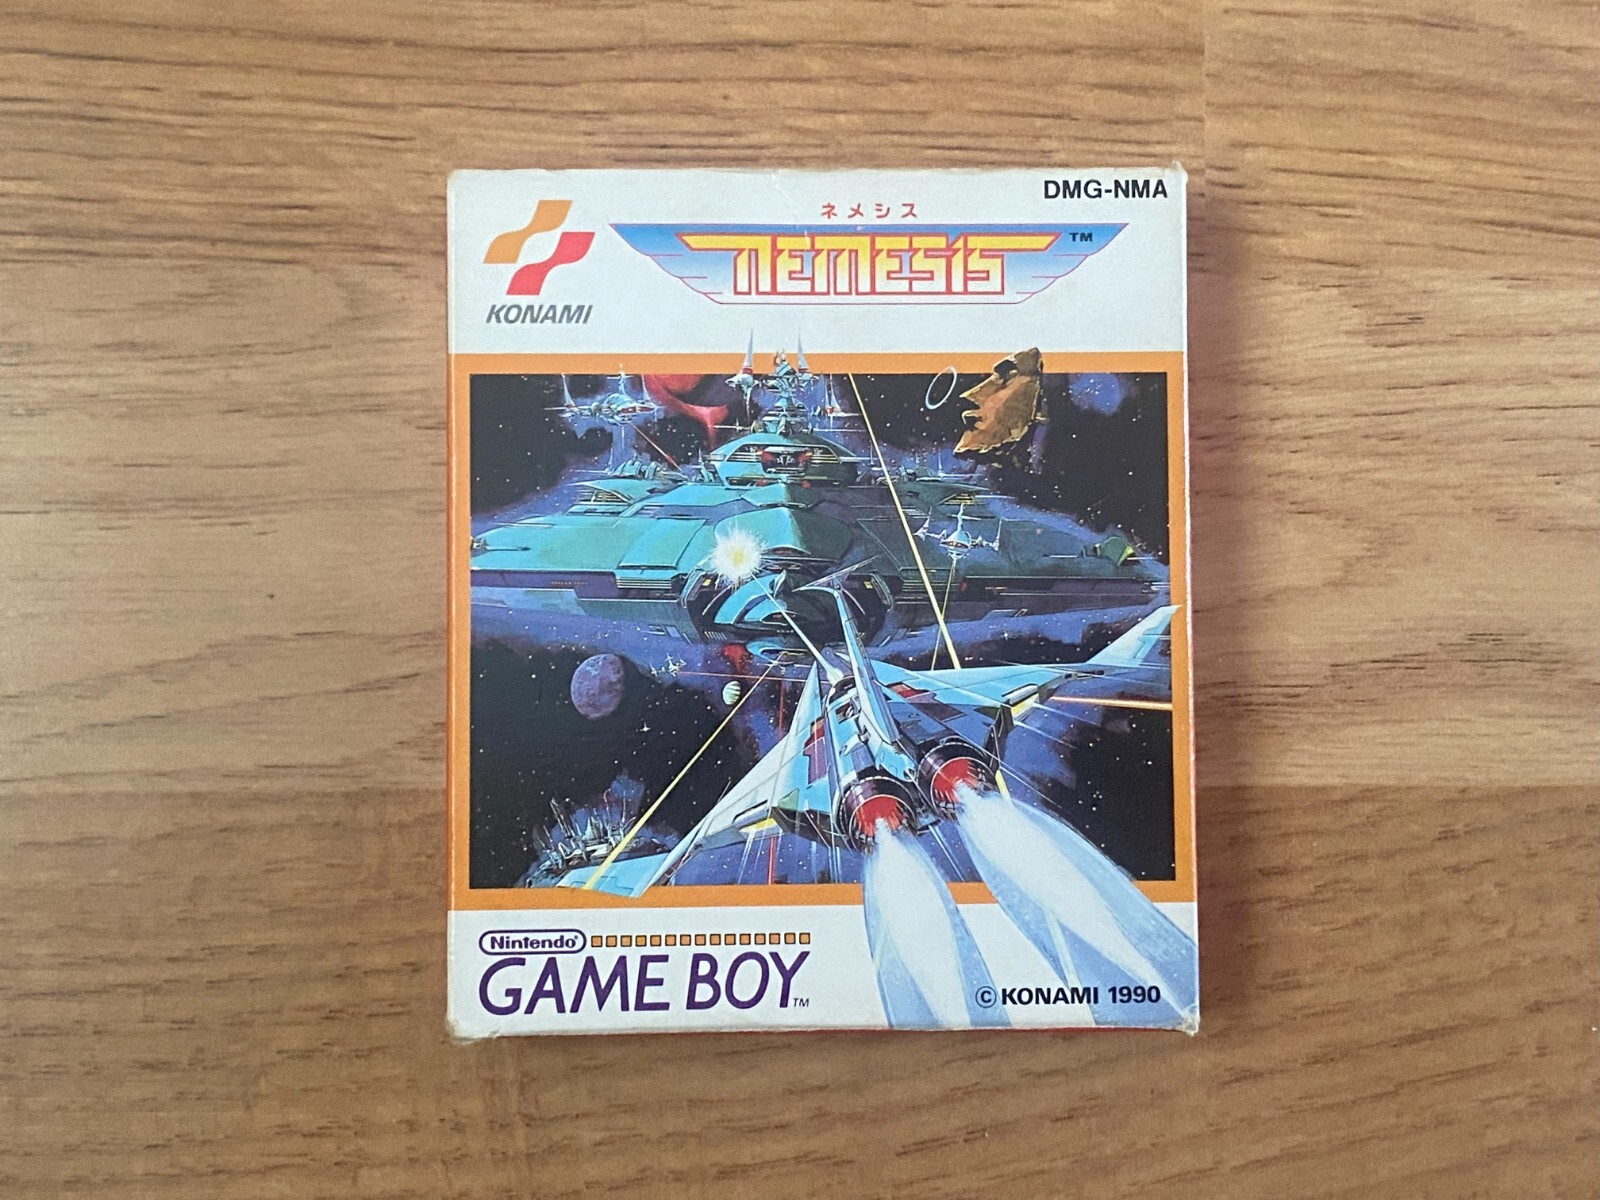 DMG-NMA
ネメシス
NEMESIS™
KONAMI
Nintendo®
GAME BOY™
©KONAMI 1990